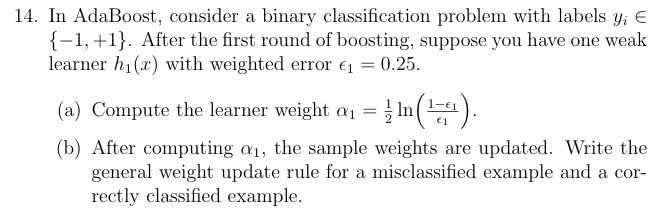 14. In AdaBoost, consider a binary classification problem with labels $y_i \in$
$\{-1, +1\}$. After the first round of boosting, suppose you have one weak
learner $h_1(x)$ with weighted error $\epsilon_1 = 0.25$.
(a) Compute the learner weight $\alpha_1 = \frac{1}{2} \ln\left(\frac{1-\epsilon_1}{\epsilon_1}\right)$.
(b) After computing $\alpha_1$, the sample weights are updated. Write the
general weight update rule for a misclassified example and a cor-
rectly classified example.